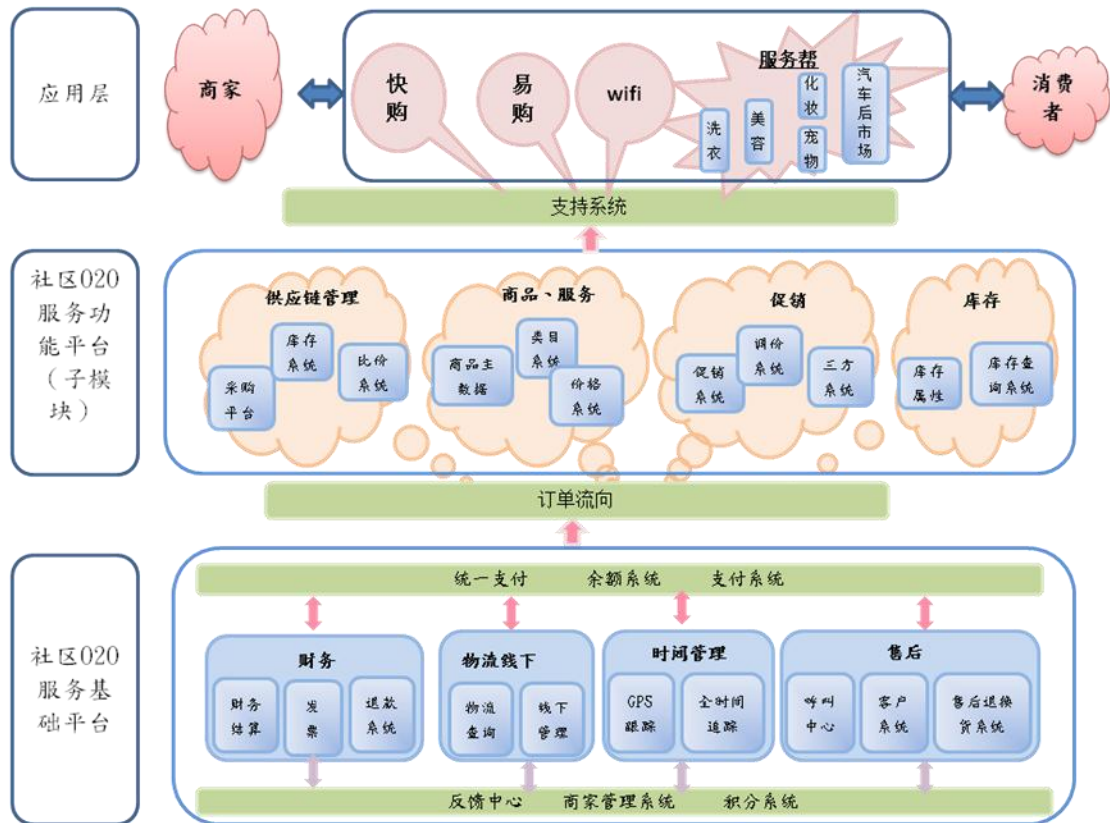 应用层
商家
快购
易购
wifi
服务帮
洗衣
美容
化妆
宠物
汽车后市场
消费者
支持系统
社区020
服务功
能平台
（子模
块）
供应链管理
采购
平台
库存
系统
比价
系统
商品、服务
商品主
数据
类目
系统
价格
系统
促销
促销
系统
调价
系统
三方
系统
库存
库存
属性
库存查
询系统
订单流向
社区020
服务基
础平台
统一支付 余额系统 支付系统
财务
财务
结算
发
票
退款
系统
物流线下
物流
查询
线下
管理
时间管理
GPS
跟踪
全时间
追踪
售后
呼叫
中心
客户
系统
售后退换
货系统
反馈中心 商家管理系统 积分系统